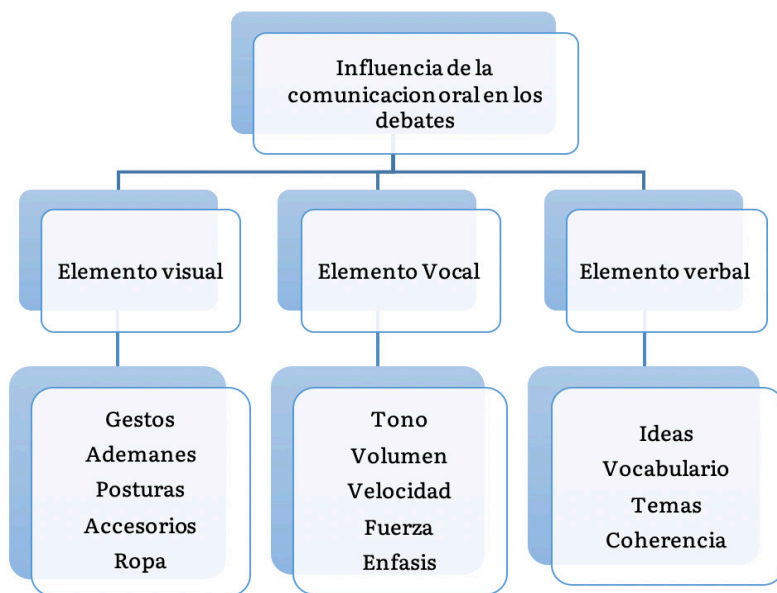 Influencia de la
comunicacion oral en los
debates
Elemento visual
Elemento Vocal
Elemento verbal
Gestos
Ademanes
Posturas
Accesorios
Ropa
Tono
Volumen
Velocidad
Fuerza
Enfasis
Ideas
Vocabulario
Temas
Coherencia